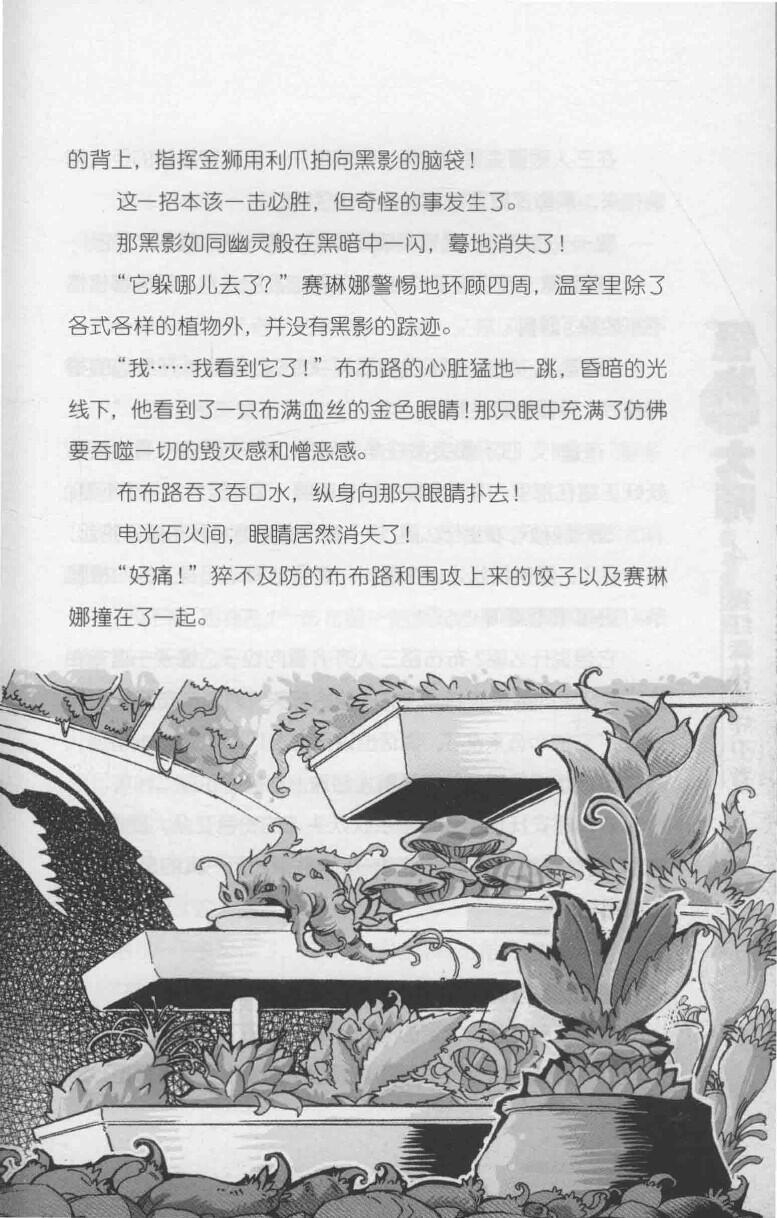 的背上，指挥金狮用利爪拍向黑影的脑袋！
这一招本该一击必胜，但奇怪的事发生了。
那黑影如同幽灵般在黑暗中一闪，蓦地消失了……
“它躲哪儿去了？”赛琳娜警惕地环顾四周，温室里除了
各式各样的植物外，并没有黑影的踪迹。
“我……我看到它了！”布布路的心脏猛地一跳，昏暗的光
线下，他看到了一只布满血丝的金色眼睛！那只眼中充满了仿佛
要吞噬一切的毁灭感和憎恶感。
布布路吞了吞口水，纵身向那只眼睛扑去！
电光石火间，眼睛居然消失了！
“好痛！”猝不及防的布布路和围攻上来的饺子以及赛琳
娜撞在了一起。